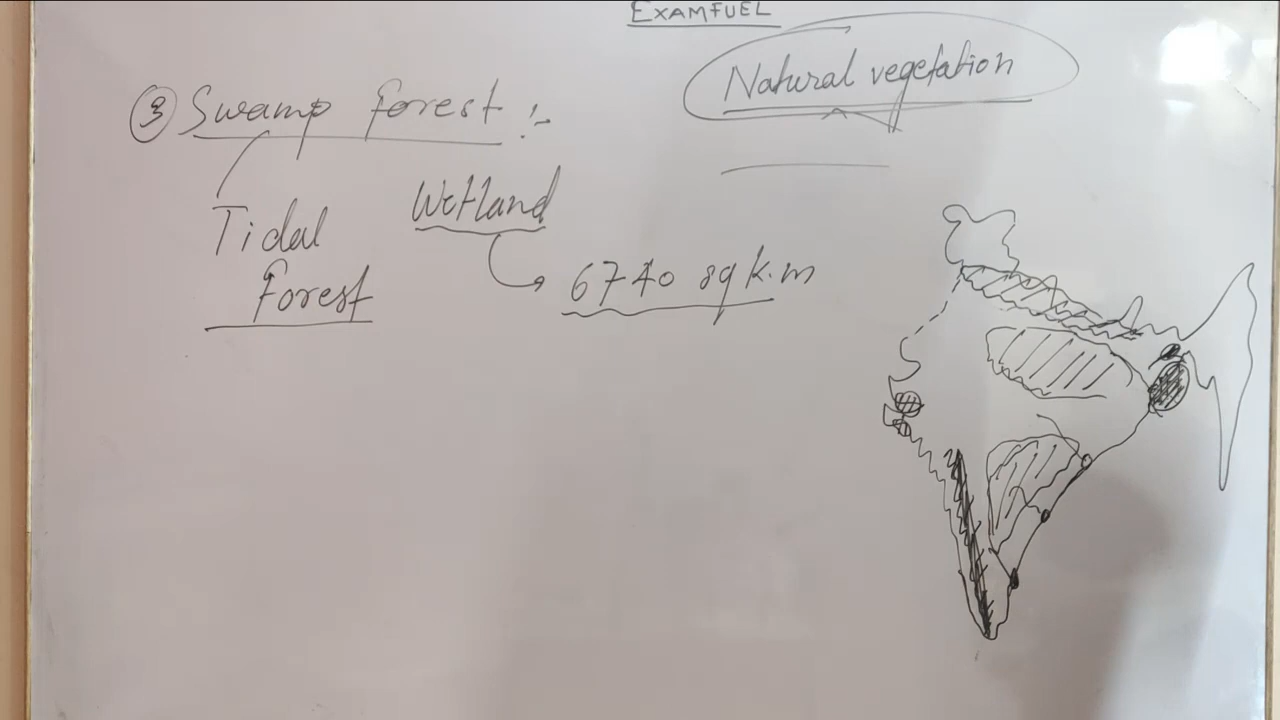 EXAMFUEL
Natural vegetation
③ Swamp forest :-
Tidal
forest
Wetland
6740 sq k.m